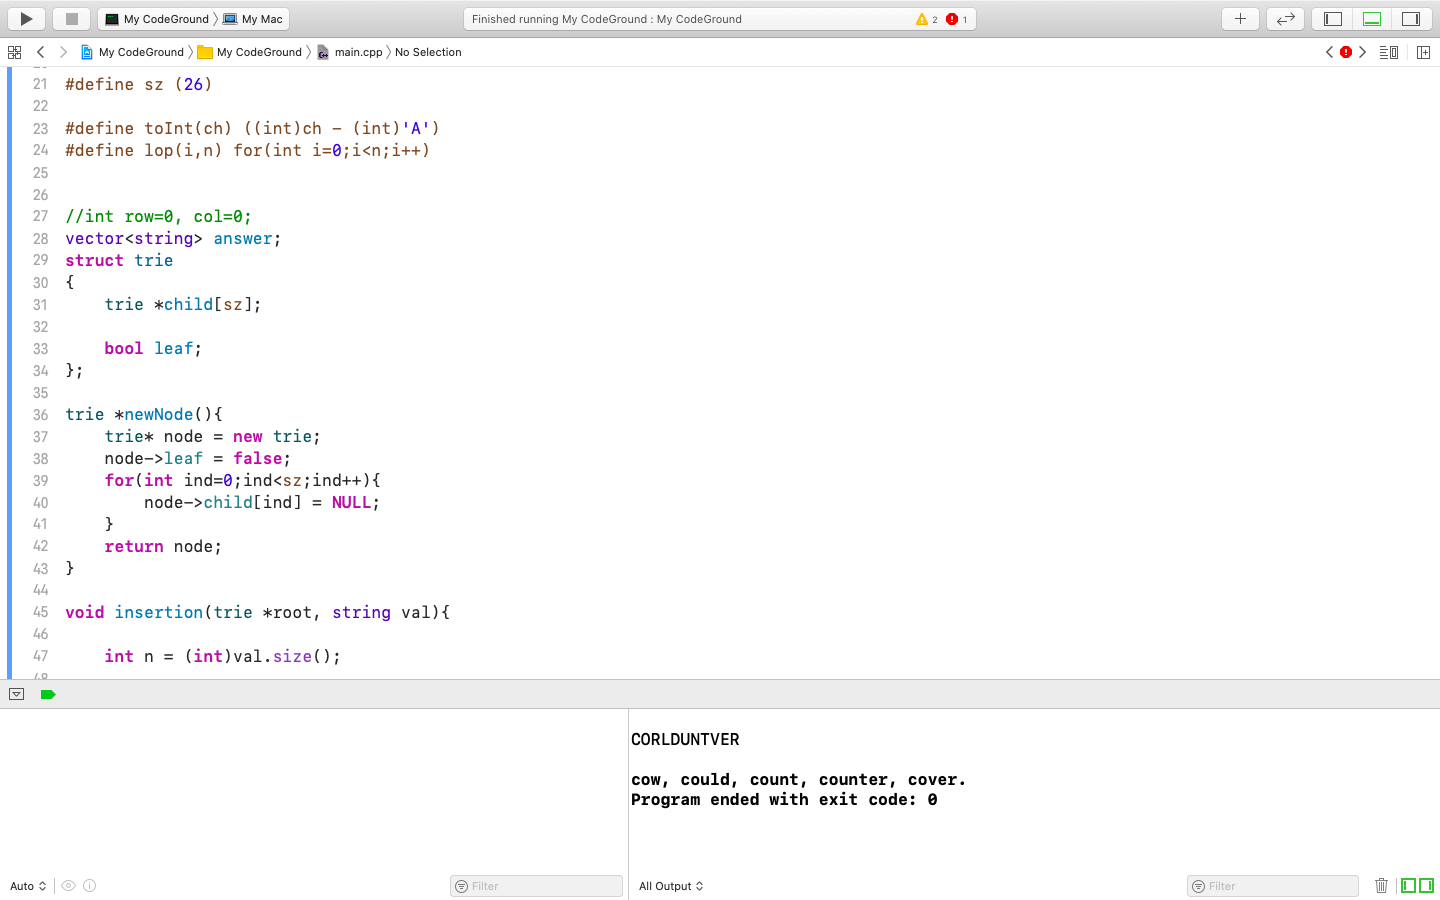 My CodeGround My Mac Finished running My CodeGround : My CodeGround 2 1
My CodeGround My CodeGround main.cpp No Selection
21 #define sz (26)
22
23 #define toInt(ch) ((int)ch - (int)'A')
24 #define lop(i,n) for(int i=0;i<n;i++)
25
26
27 //int row=0, col=0;
28 vector<string> answer;
29 struct trie
30 {
31 trie *child[sz];
32
33 bool leaf;
34 };
35
36 trie *newNode(){
37 trie* node = new trie;
38 node->leaf = false;
39 for(int ind=0;ind<sz;ind++){
40 node->child[ind] = NULL;
41 }
42 return node;
43 }
44
45 void insertion(trie *root, string val){
46
47 int n = (int)val.size();
48
CORLDUNTVER
cow, could, count, counter, cover.
Program ended with exit code: 0
Auto Filter All Output Filter